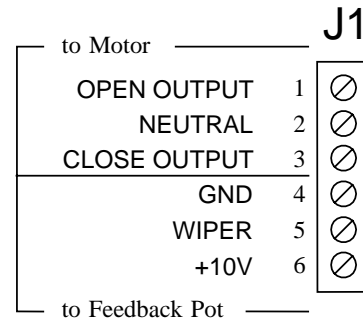 J1
to Motor
OPEN OUTPUT 1
NEUTRAL 2
CLOSE OUTPUT 3
GND 4
WIPER 5
+10V 6
to Feedback Pot